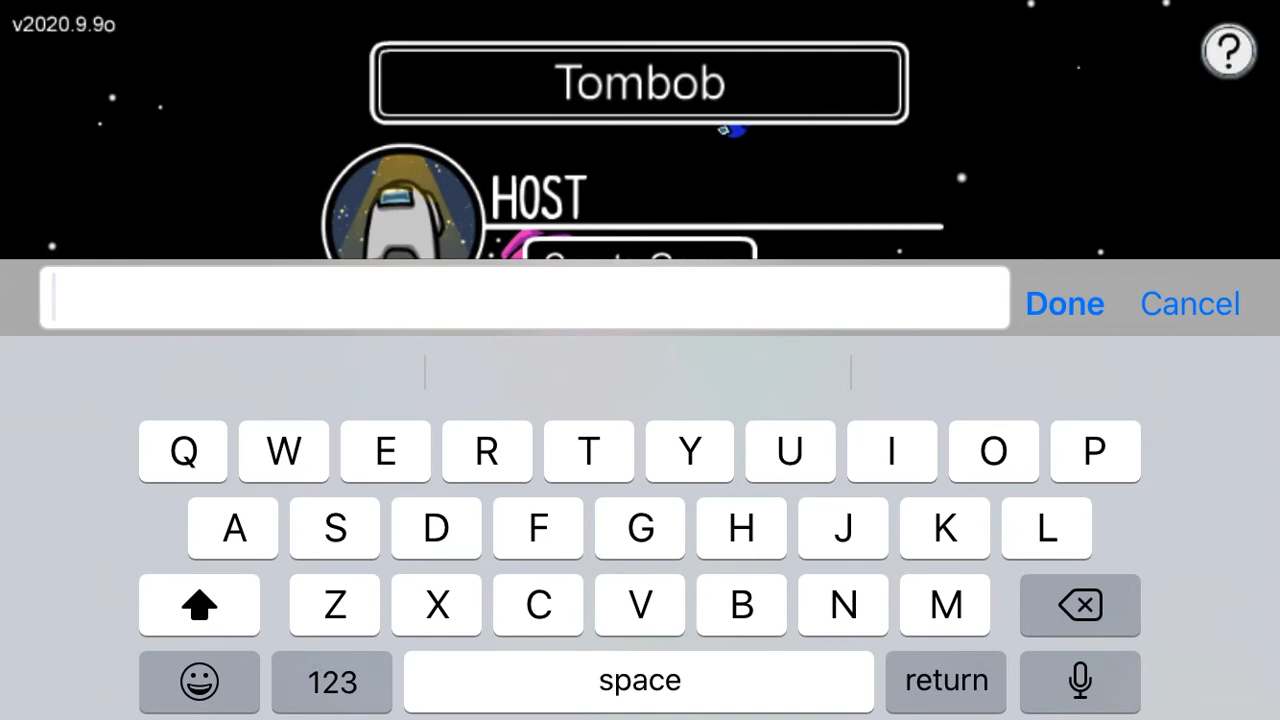 v2020.9.9o
?
Tombob
HOST
Done Cancel
Q W E R T Y U I O P
A S D F G H J K L
Z X C V B N M
123 space return